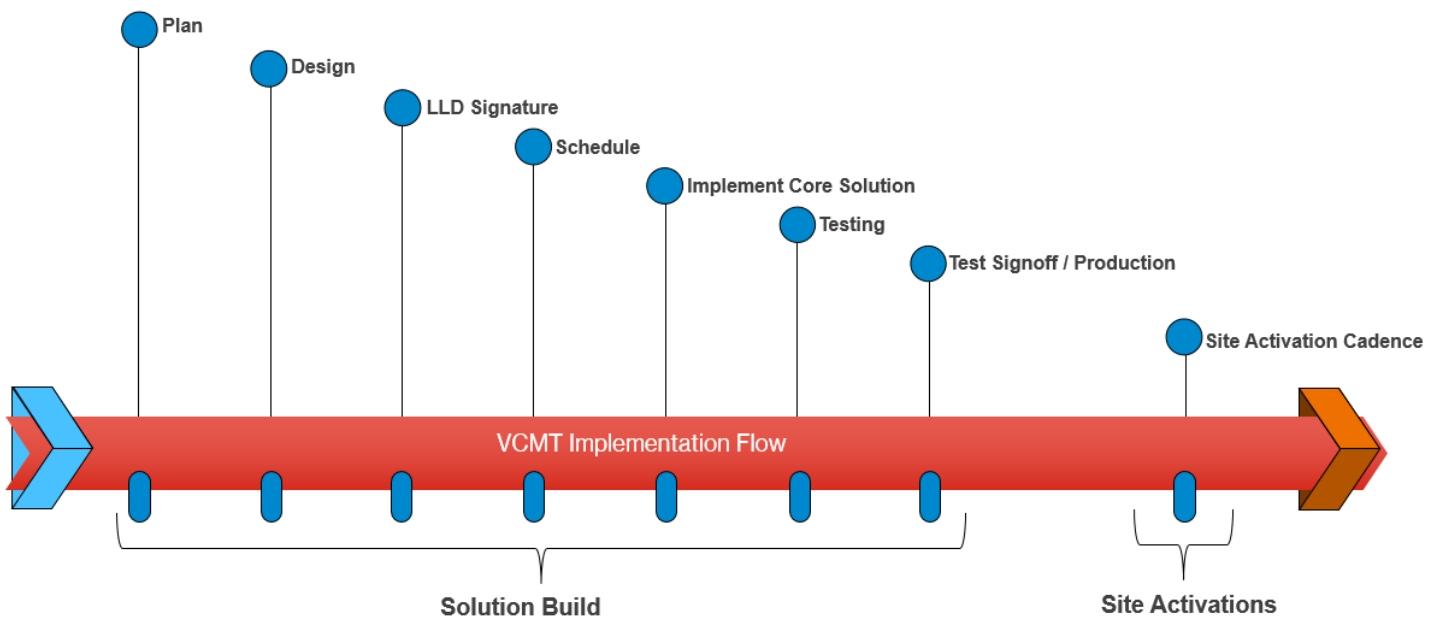 Plan
Design
LLD Signature
Schedule
Implement Core Solution
Testing
Test Signoff / Production
Site Activation Cadence
VCMT Implementation Flow
Solution Build
Site Activations